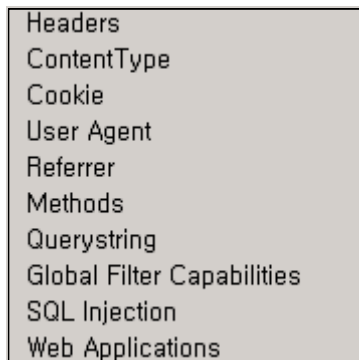 Headers
ContentType
Cookie
User Agent
Referrer
Methods
Querystring
Global Filter Capabilities
SQL Injection
Web Applications